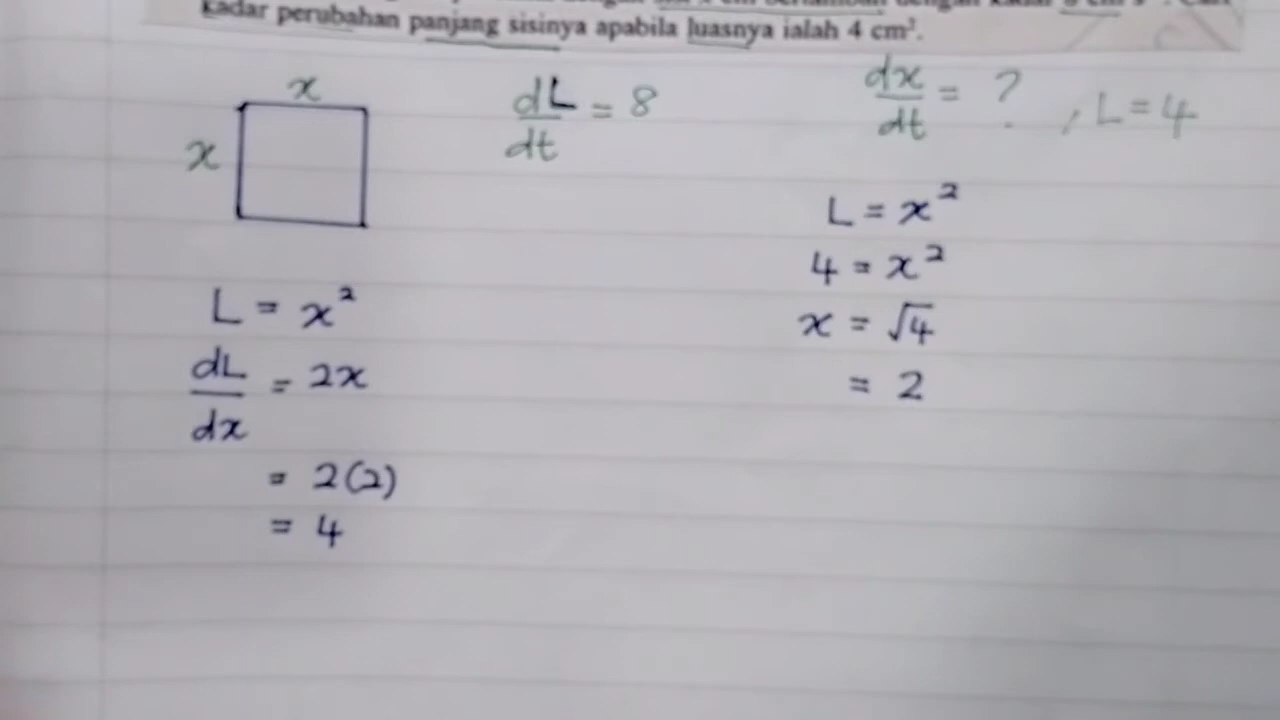 kadar perubahan panjang sisinya apabila luasnya ialah 4 cm².
x
x
dL/dt = 8
dx/dt = ? , L = 4
L = x²
4 = x²
x = √4
= 2
L = x²
dL/dx = 2x
= 2(2)
= 4